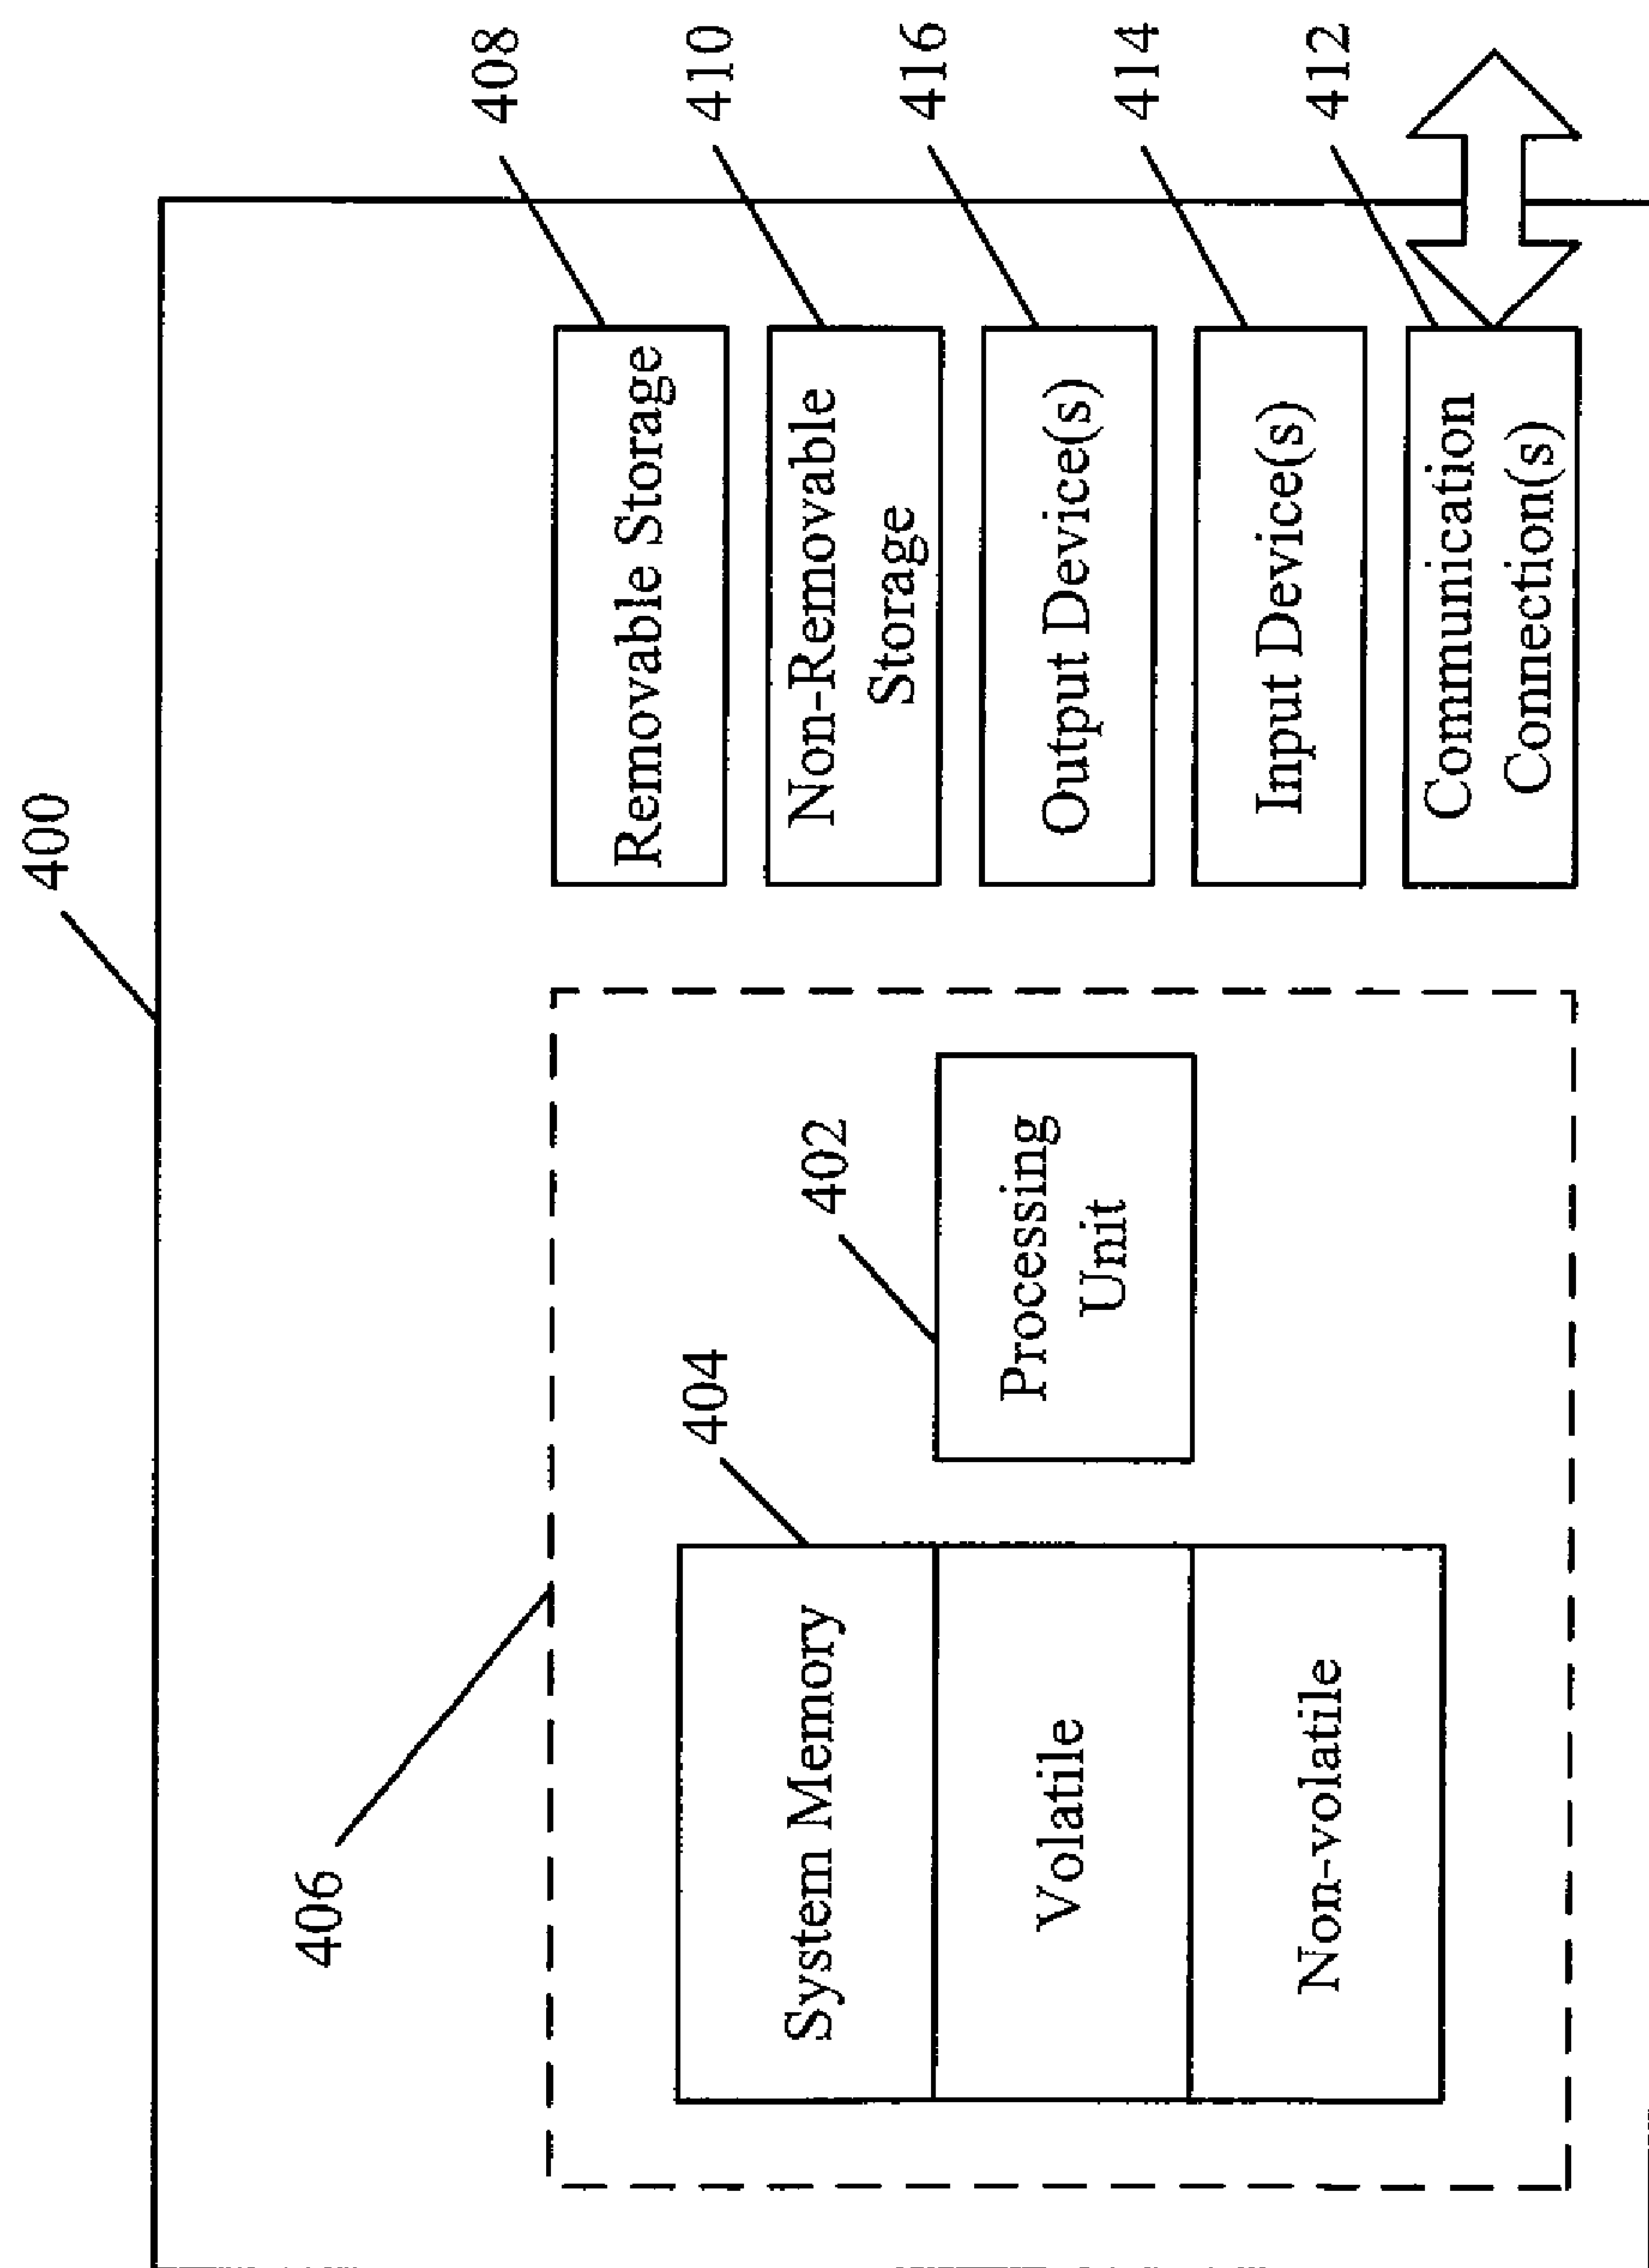 400
406
404
402
System Memory
Volatile
Non-volatile
Processing
Unit
408
Removable Storage
410
Non-Removable
Storage
416
Output Device(s)
414
Input Device(s)
412
Communication
Connection(s)